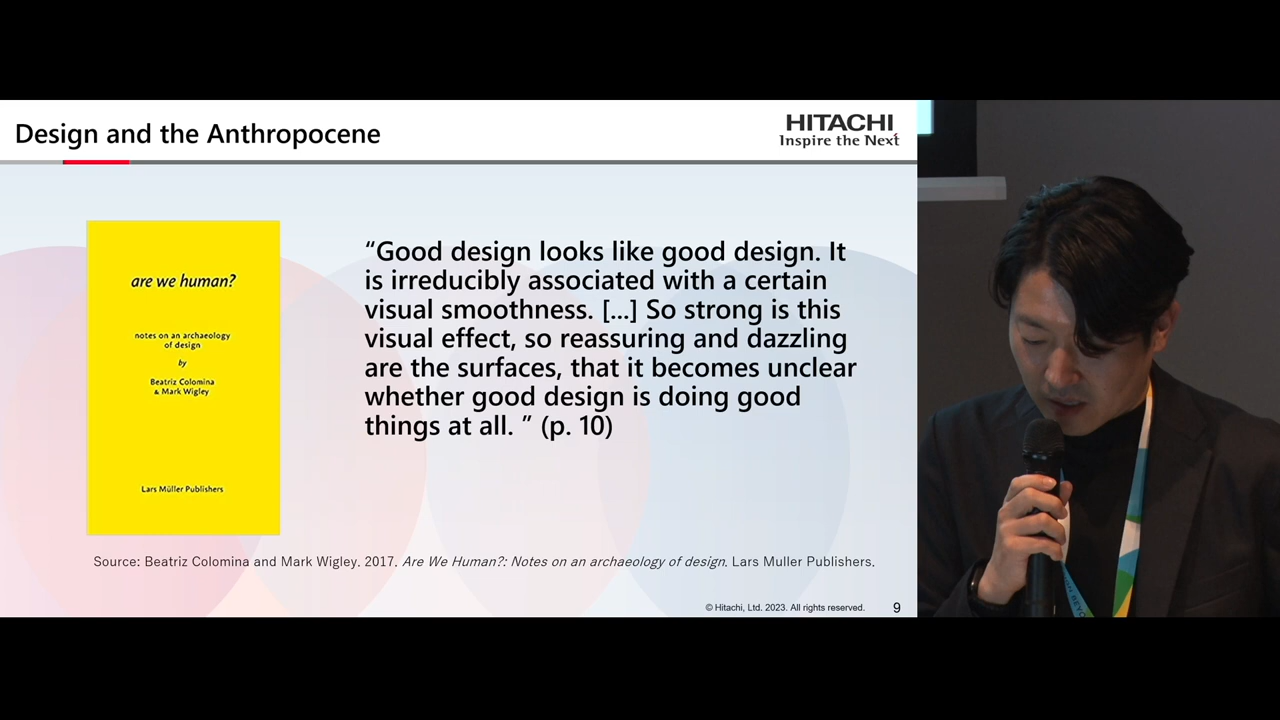 Design and the Anthropocene
HITACHI
Inspire the Next
are we human?
notes on an archaeology
of design
by
Beatriz Colomina
& Mark Wigley
Lars Müller Publishers
“Good design looks like good design. It
is irreducibly associated with a certain
visual smoothness. [...] So strong is this
visual effect, so reassuring and dazzling
are the surfaces, that it becomes unclear
whether good design is doing good
things at all. ” (p. 10)
Source: Beatriz Colomina and Mark Wigley. 2017. Are We Human?: Notes on an archaeology of design. Lars Muller Publishers.
© Hitachi, Ltd. 2023. All rights reserved.
9